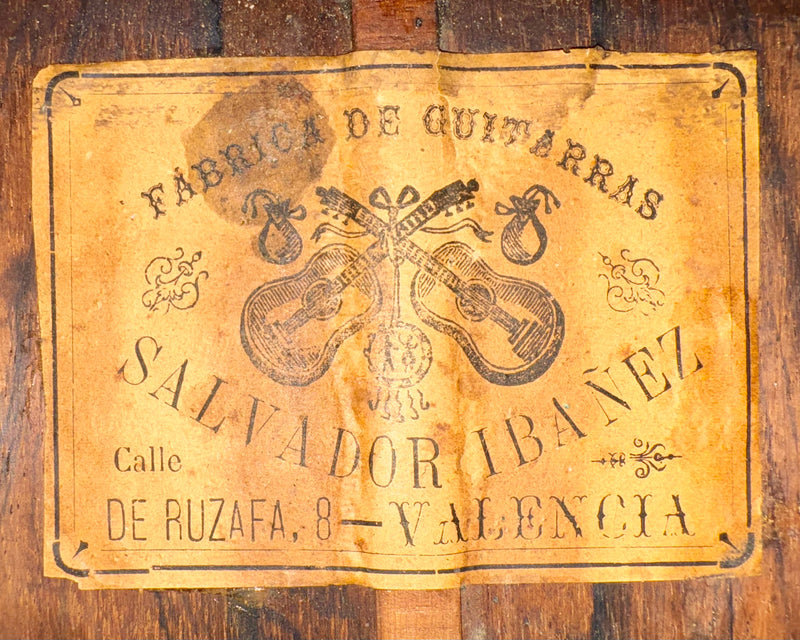 FÁBRICA DE GUITARRAS
SALVADOR IBAÑEZ
Calle
DE RUZAFA, 8—VALENCIA